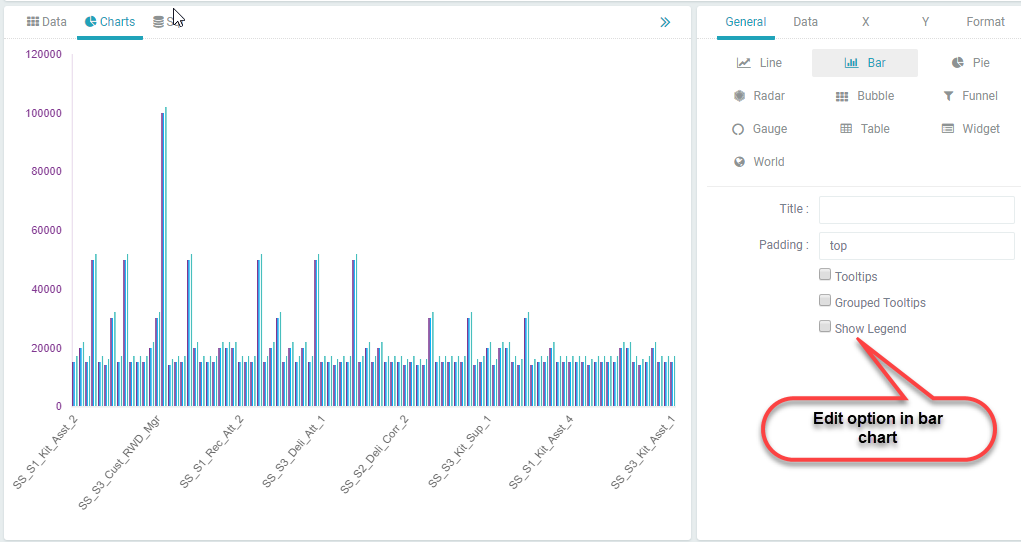 Data Charts
General Data X Y Format
Line Bar Pie
Radar Bubble Funnel
Gauge Table Widget
World
Title :
Padding : top
Tooltips
Grouped Tooltips
Show Legend
Edit option in bar
chart
120000
100000
80000
60000
40000
20000
0
SS_S1_Kit_Asst_2
SS_S3_Cust_RWD_Mgr
SS_S1_Rec_Att_2
SS_S3_Deli_Att_1
SS_S2_Deli_Corr_2
SS_S3_Kit_Sup_1
SS_S1_Kit_Asst_4
SS_S3_Kit_Asst_1